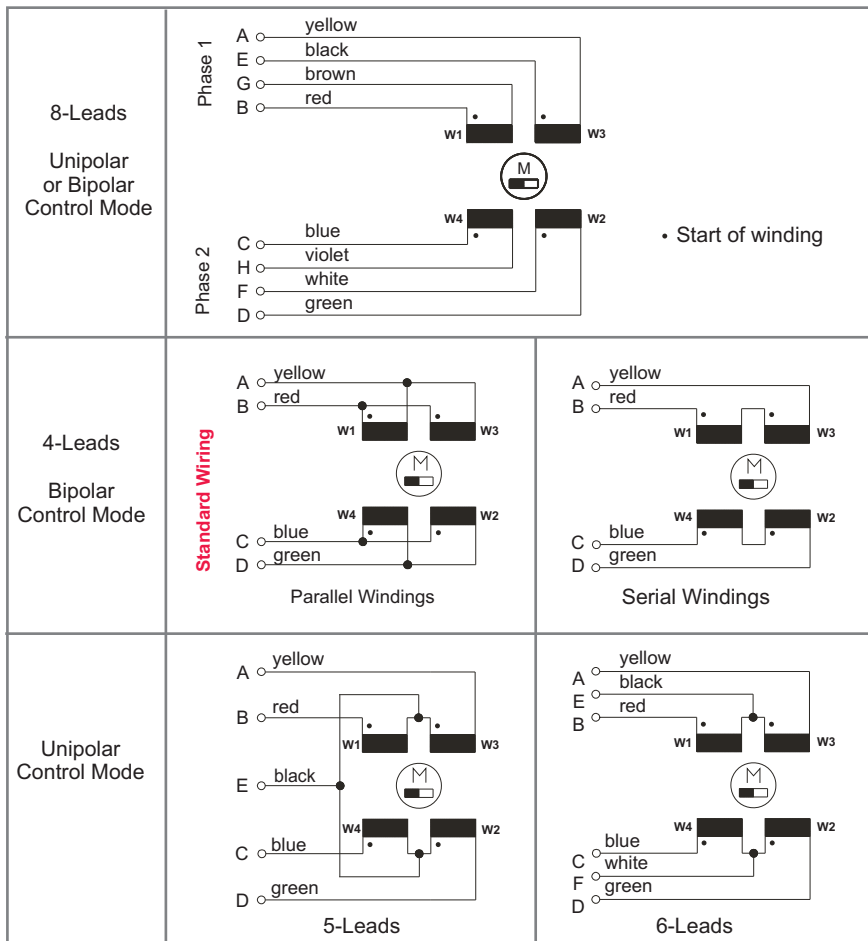 8-Leads
Unipolar
or Bipolar
Control Mode
Phase 1
A yellow
E black
G brown
B red
W1 W3
M
W4 W2
Phase 2
C blue
H violet
F white
D green
• Start of winding
4-Leads
Bipolar
Control Mode
Standard Wiring
A yellow
B red
W1 W3
M
W4 W2
C blue
D green
Parallel Windings
A yellow
B red
W1 W3
M
W4 W2
C blue
D green
Serial Windings
Unipolar
Control Mode
A yellow
B red
W1 W3
E black
M
W4 W2
C blue
D green
5-Leads
A yellow
E black
B red
W1 W3
M
W4 W2
C blue
F white
D green
6-Leads